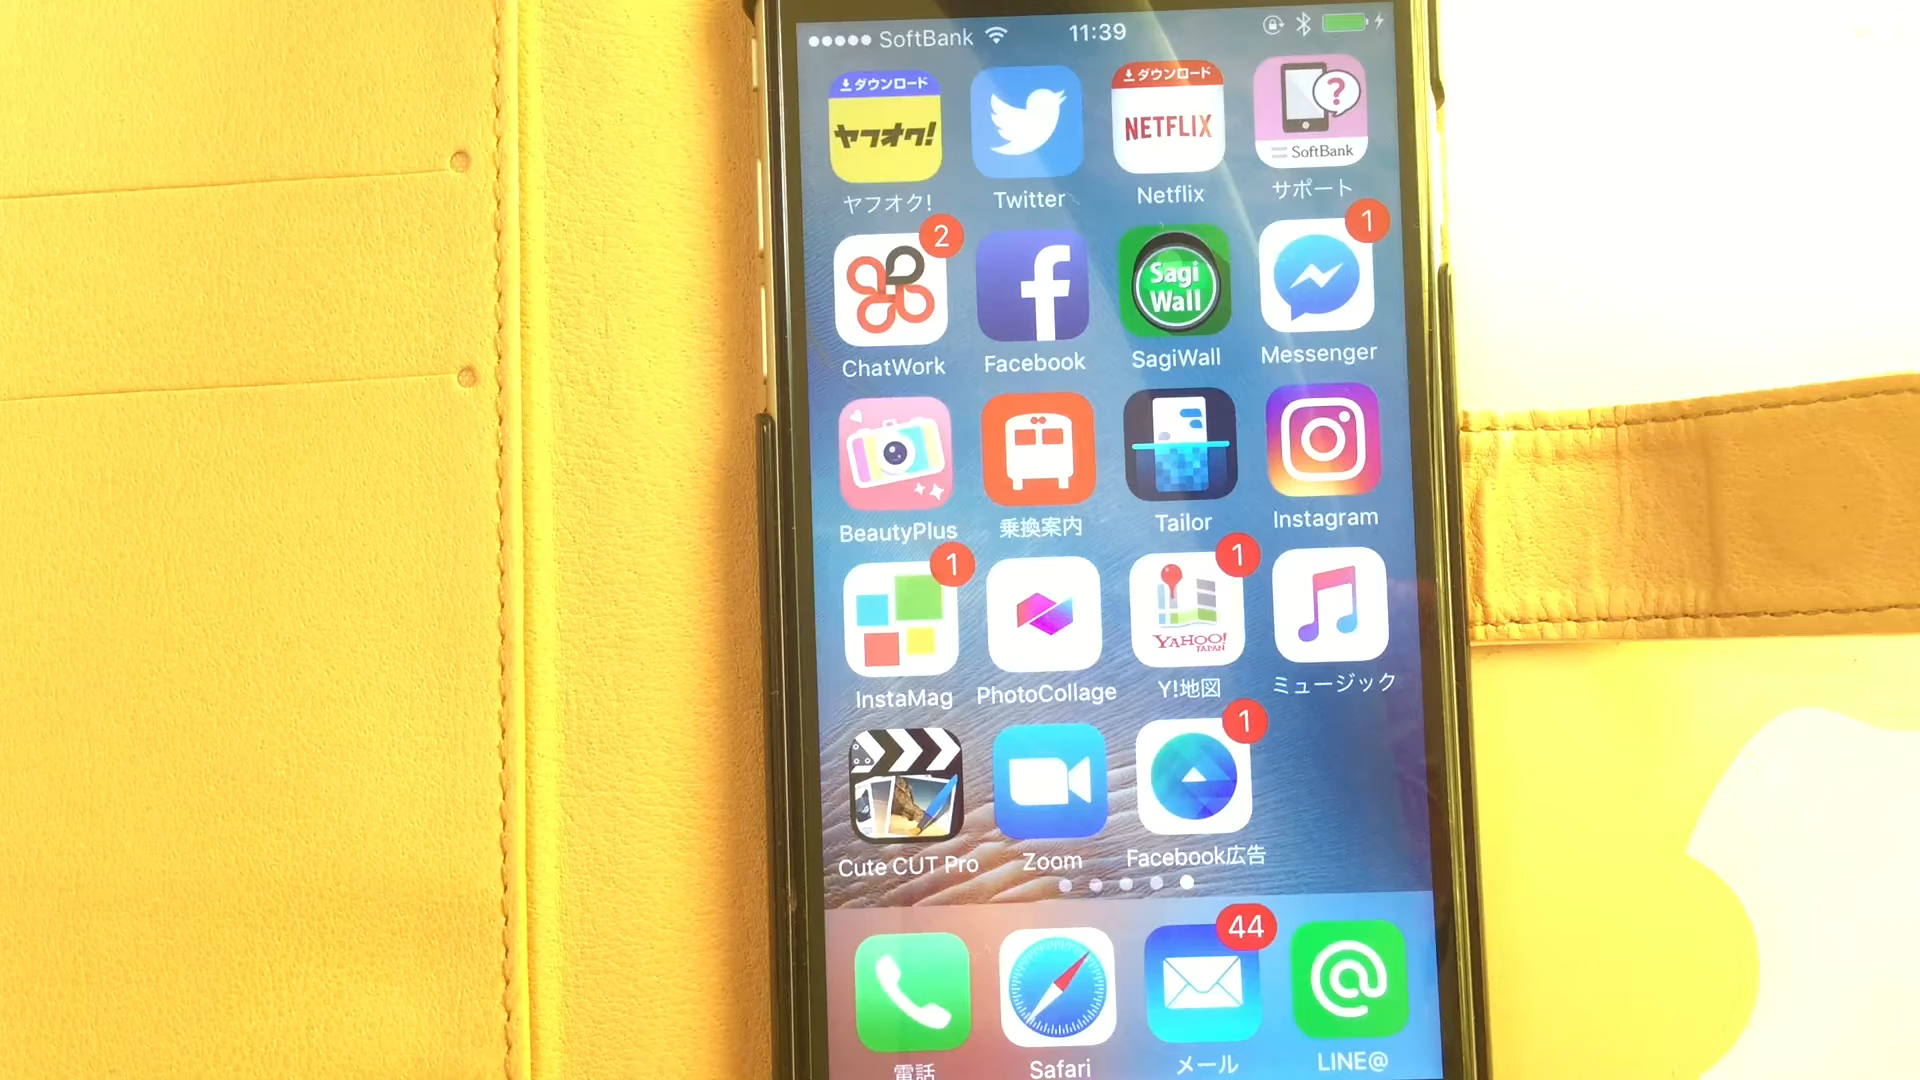 SoftBank 11:39
ダウンロード ダウンロード
ヤフオク! NETFLIX ? SoftBank
ヤフオク! Twitter Netflix サポート
2 f Sagi Wall 1
ChatWork Facebook SagiWall Messenger
BeautyPlus 乗換案内 Tailor Instagram
1 YAHOO! JAPAN 1
InstaMag PhotoCollage Y!地図 ミュージック
1
Cute CUT Pro Zoom Facebook広告
44 @
電話 Safari メール LINE@